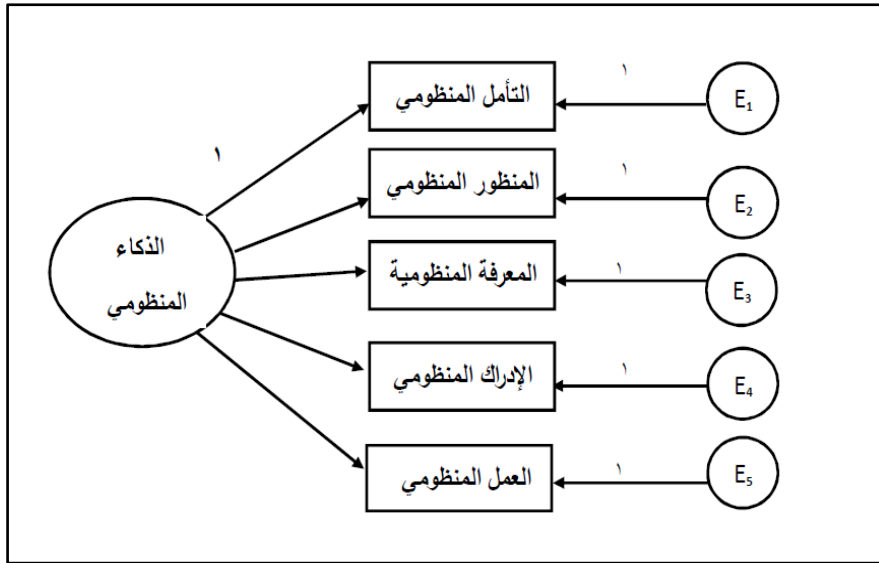 ١
التأمل المنظومي
١
E₁
١
المنظور المنظومي
١
E₂
الذكاء
المنظومي
المعرفة المنظومية
١
E₃
الإدراك المنظومي
١
E₄
العمل المنظومي
١
E₅